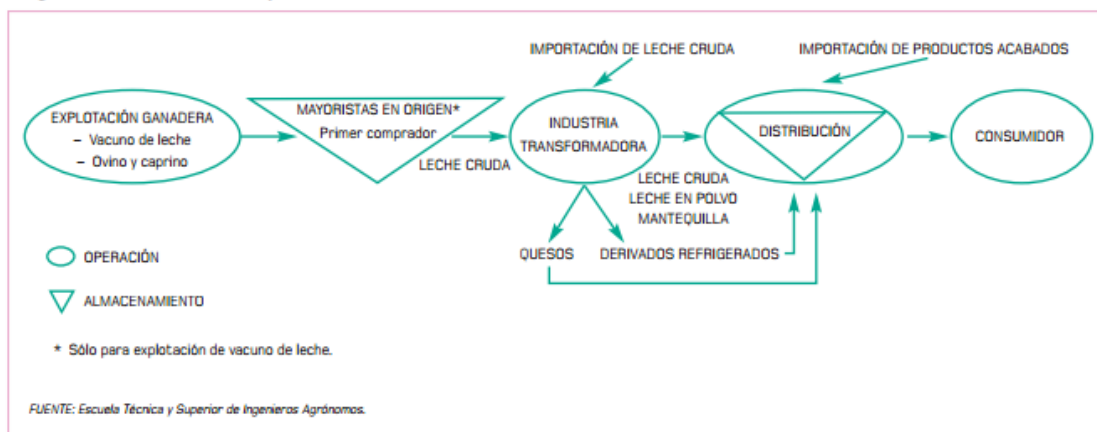 IMPORTACIÓN DE LECHE CRUDA
IMPORTACIÓN DE PRODUCTOS ACABADOS
EXPLOTACIÓN GANADERA
– Vacuno de leche
– Ovino y caprino
MAYORISTAS EN ORIGEN*
Primer comprador
LECHE CRUDA
INDUSTRIA
TRANSFORMADORA
DISTRIBUCIÓN
CONSUMIDOR
LECHE CRUDA
LECHE EN POLVO
MANTEQUILLA
QUESOS
DERIVADOS REFRIGERADOS
OPERACIÓN
ALMACENAMIENTO
* Sólo para explotación de vacuno de leche.
FUENTE: Escuela Técnica y Superior de Ingenieros Agrónomos.